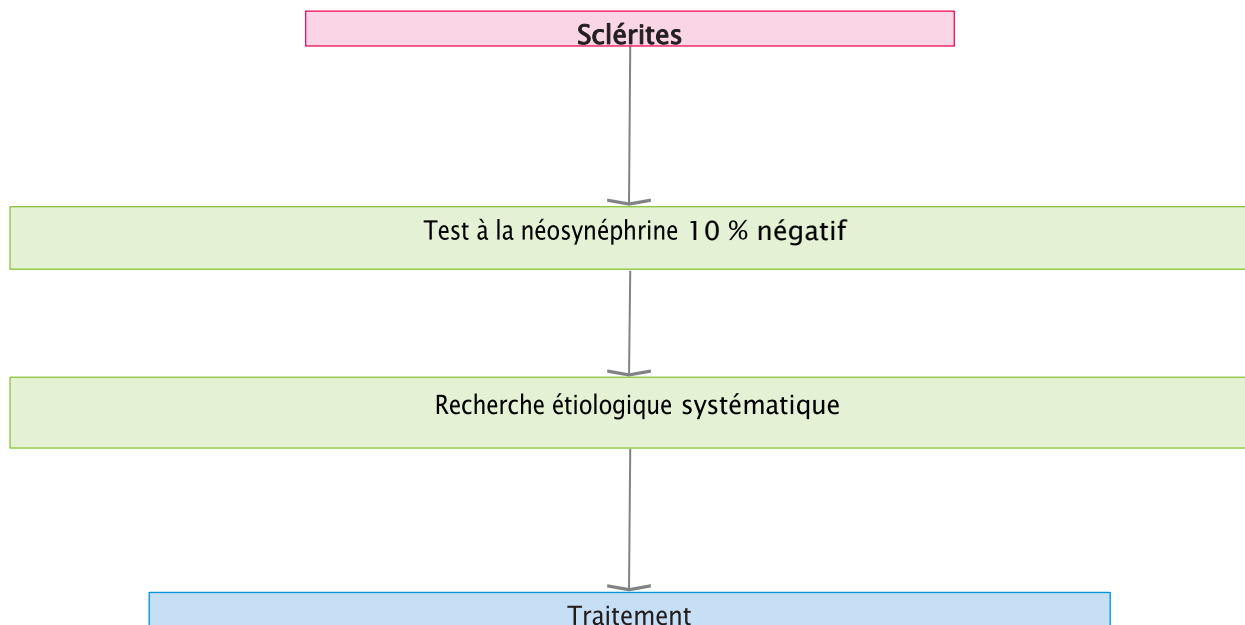 Sclérites
Test à la néosynéphrine 10 % négatif
Recherche étiologique systématique
Traitement